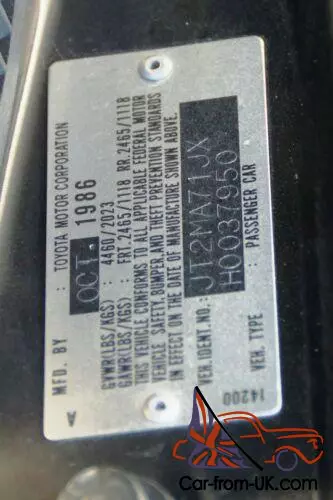 MFD. BY : TOYOTA MOTOR CORPORATION
OCT. 1986
GVWR(LBS/KGS) : 4460/2023
GAWR(LBS/KGS) : FRT. 2465/1118 RR. 2465/1118
THIS VEHICLE CONFORMS TO ALL APPLICABLE FEDERAL MOTOR
VEHICLE SAFETY, BUMPER, AND THEFT PREVENTION STANDARDS
IN EFFECT ON THE DATE OF MANUFACTURE SHOWN ABOVE.
VEH. IDENT. NO. : JT2MA71JX
H0037950
VEH. TYPE : PASSENGER CAR
A 14200
Car-from-UK.com